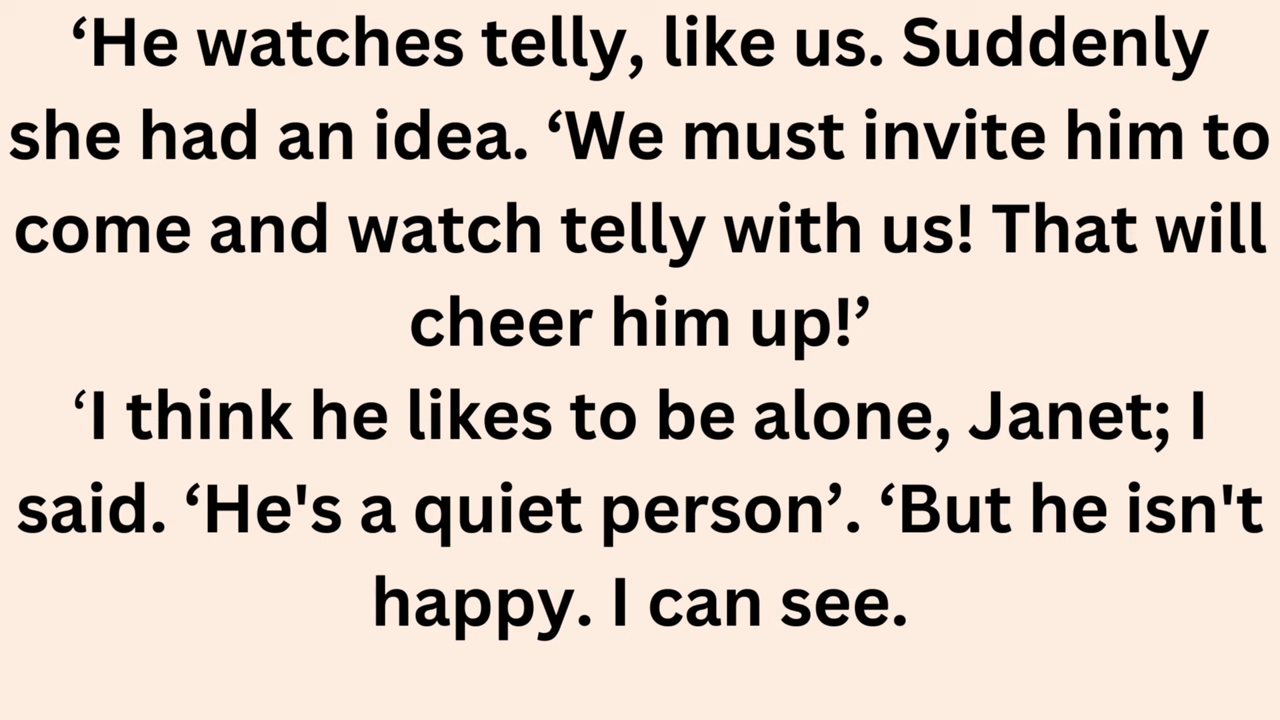 ‘He watches telly, like us. Suddenly
she had an idea. ‘We must invite him to
come and watch telly with us! That will
cheer him up!’
‘I think he likes to be alone, Janet; I
said. ‘He's a quiet person’. ‘But he isn't
happy. I can see.